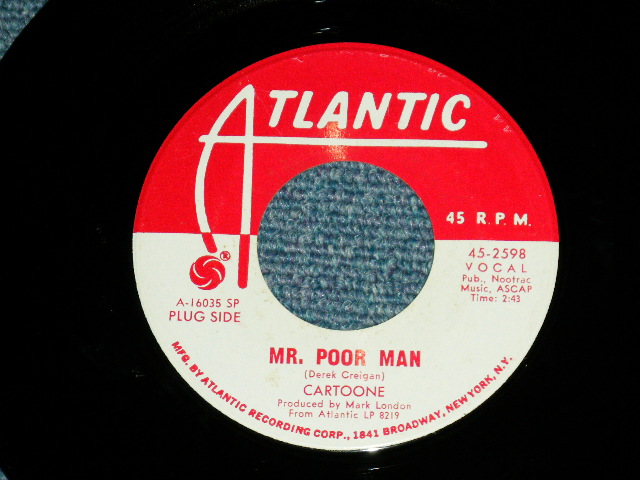 ATLANTIC
45 R.P.M.
®
45-2598
VOCAL
Pub., Nootrac
Music, ASCAP
Time: 2:43
A-16035 SP
PLUG SIDE
MR. POOR MAN
(Derek Creigan)
CARTOONE
Produced by Mark London
From Atlantic LP 8219
MFG. BY ATLANTIC RECORDING CORP., 1841 BROADWAY, NEW YORK, N.Y.